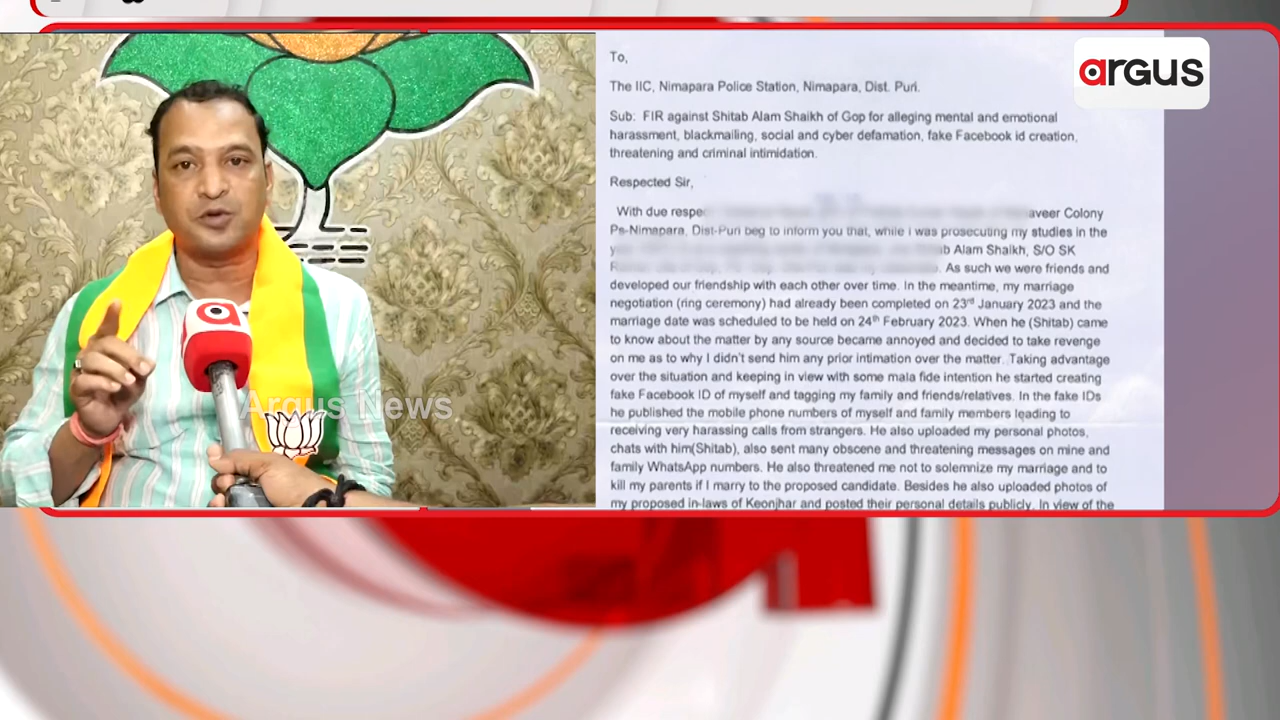 argus
To,
The IIC, Nimapara Police Station, Nimapara, Dist. Puri.
Sub: FIR against Shitab Alam Shaikh of Gop for alleging mental and emotional
harassment, blackmailing, social and cyber defamation, fake Facebook id creation,
threatening and criminal intimidation.
Respected Sir,
With due respe aveer Colony
Ps-Nimapara, Dist-Puri beg to inform you that, while I was prosecuting my studies in the
b Alam Shaikh, S/O SK
. As such we were friends and
developed our friendship with each other over time. In the meantime, my marriage
negotiation (ring ceremony) had already been completed on 23rd January 2023 and the
marriage date was scheduled to be held on 24th February 2023. When he (Shitab) came
to know about the matter by any source became annoyed and decided to take revenge
on me as to why I didn't send him any prior intimation over the matter. Taking advantage
over the situation and keeping in view with some mala fide intention he started creating
fake Facebook ID of myself and tagging my family and friends/relatives. In the fake IDs
he published the mobile phone numbers of myself and family members leading to
receiving very harassing calls from strangers. He also uploaded my personal photos,
chats with him(Shitab), also sent many obscene and threatening messages on mine and
family WhatsApp numbers. He also threatened me not to solemnize my marriage and to
kill my parents if I marry to the proposed candidate. Besides he also uploaded photos of
my proposed in-laws of Keonjhar and posted their personal details publicly. In view of the
Argus News